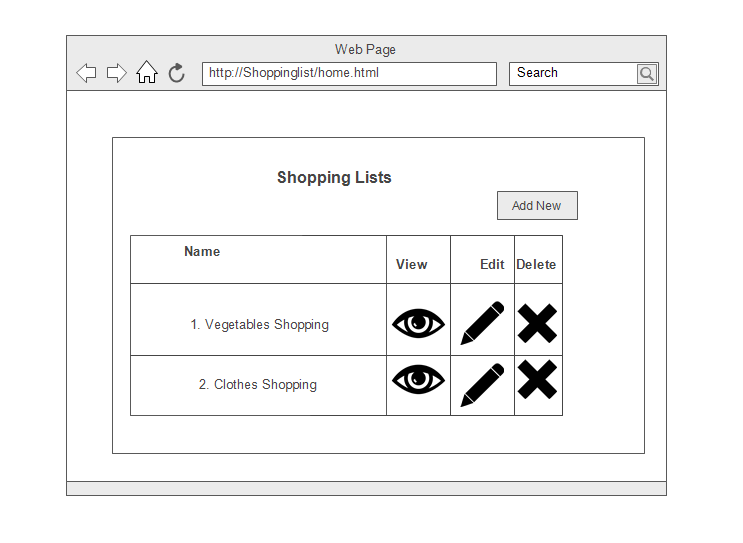 Web Page
http://Shoppinglist/home.html
Search
Shopping Lists
Add New
Name View Edit Delete
1. Vegetables Shopping
2. Clothes Shopping